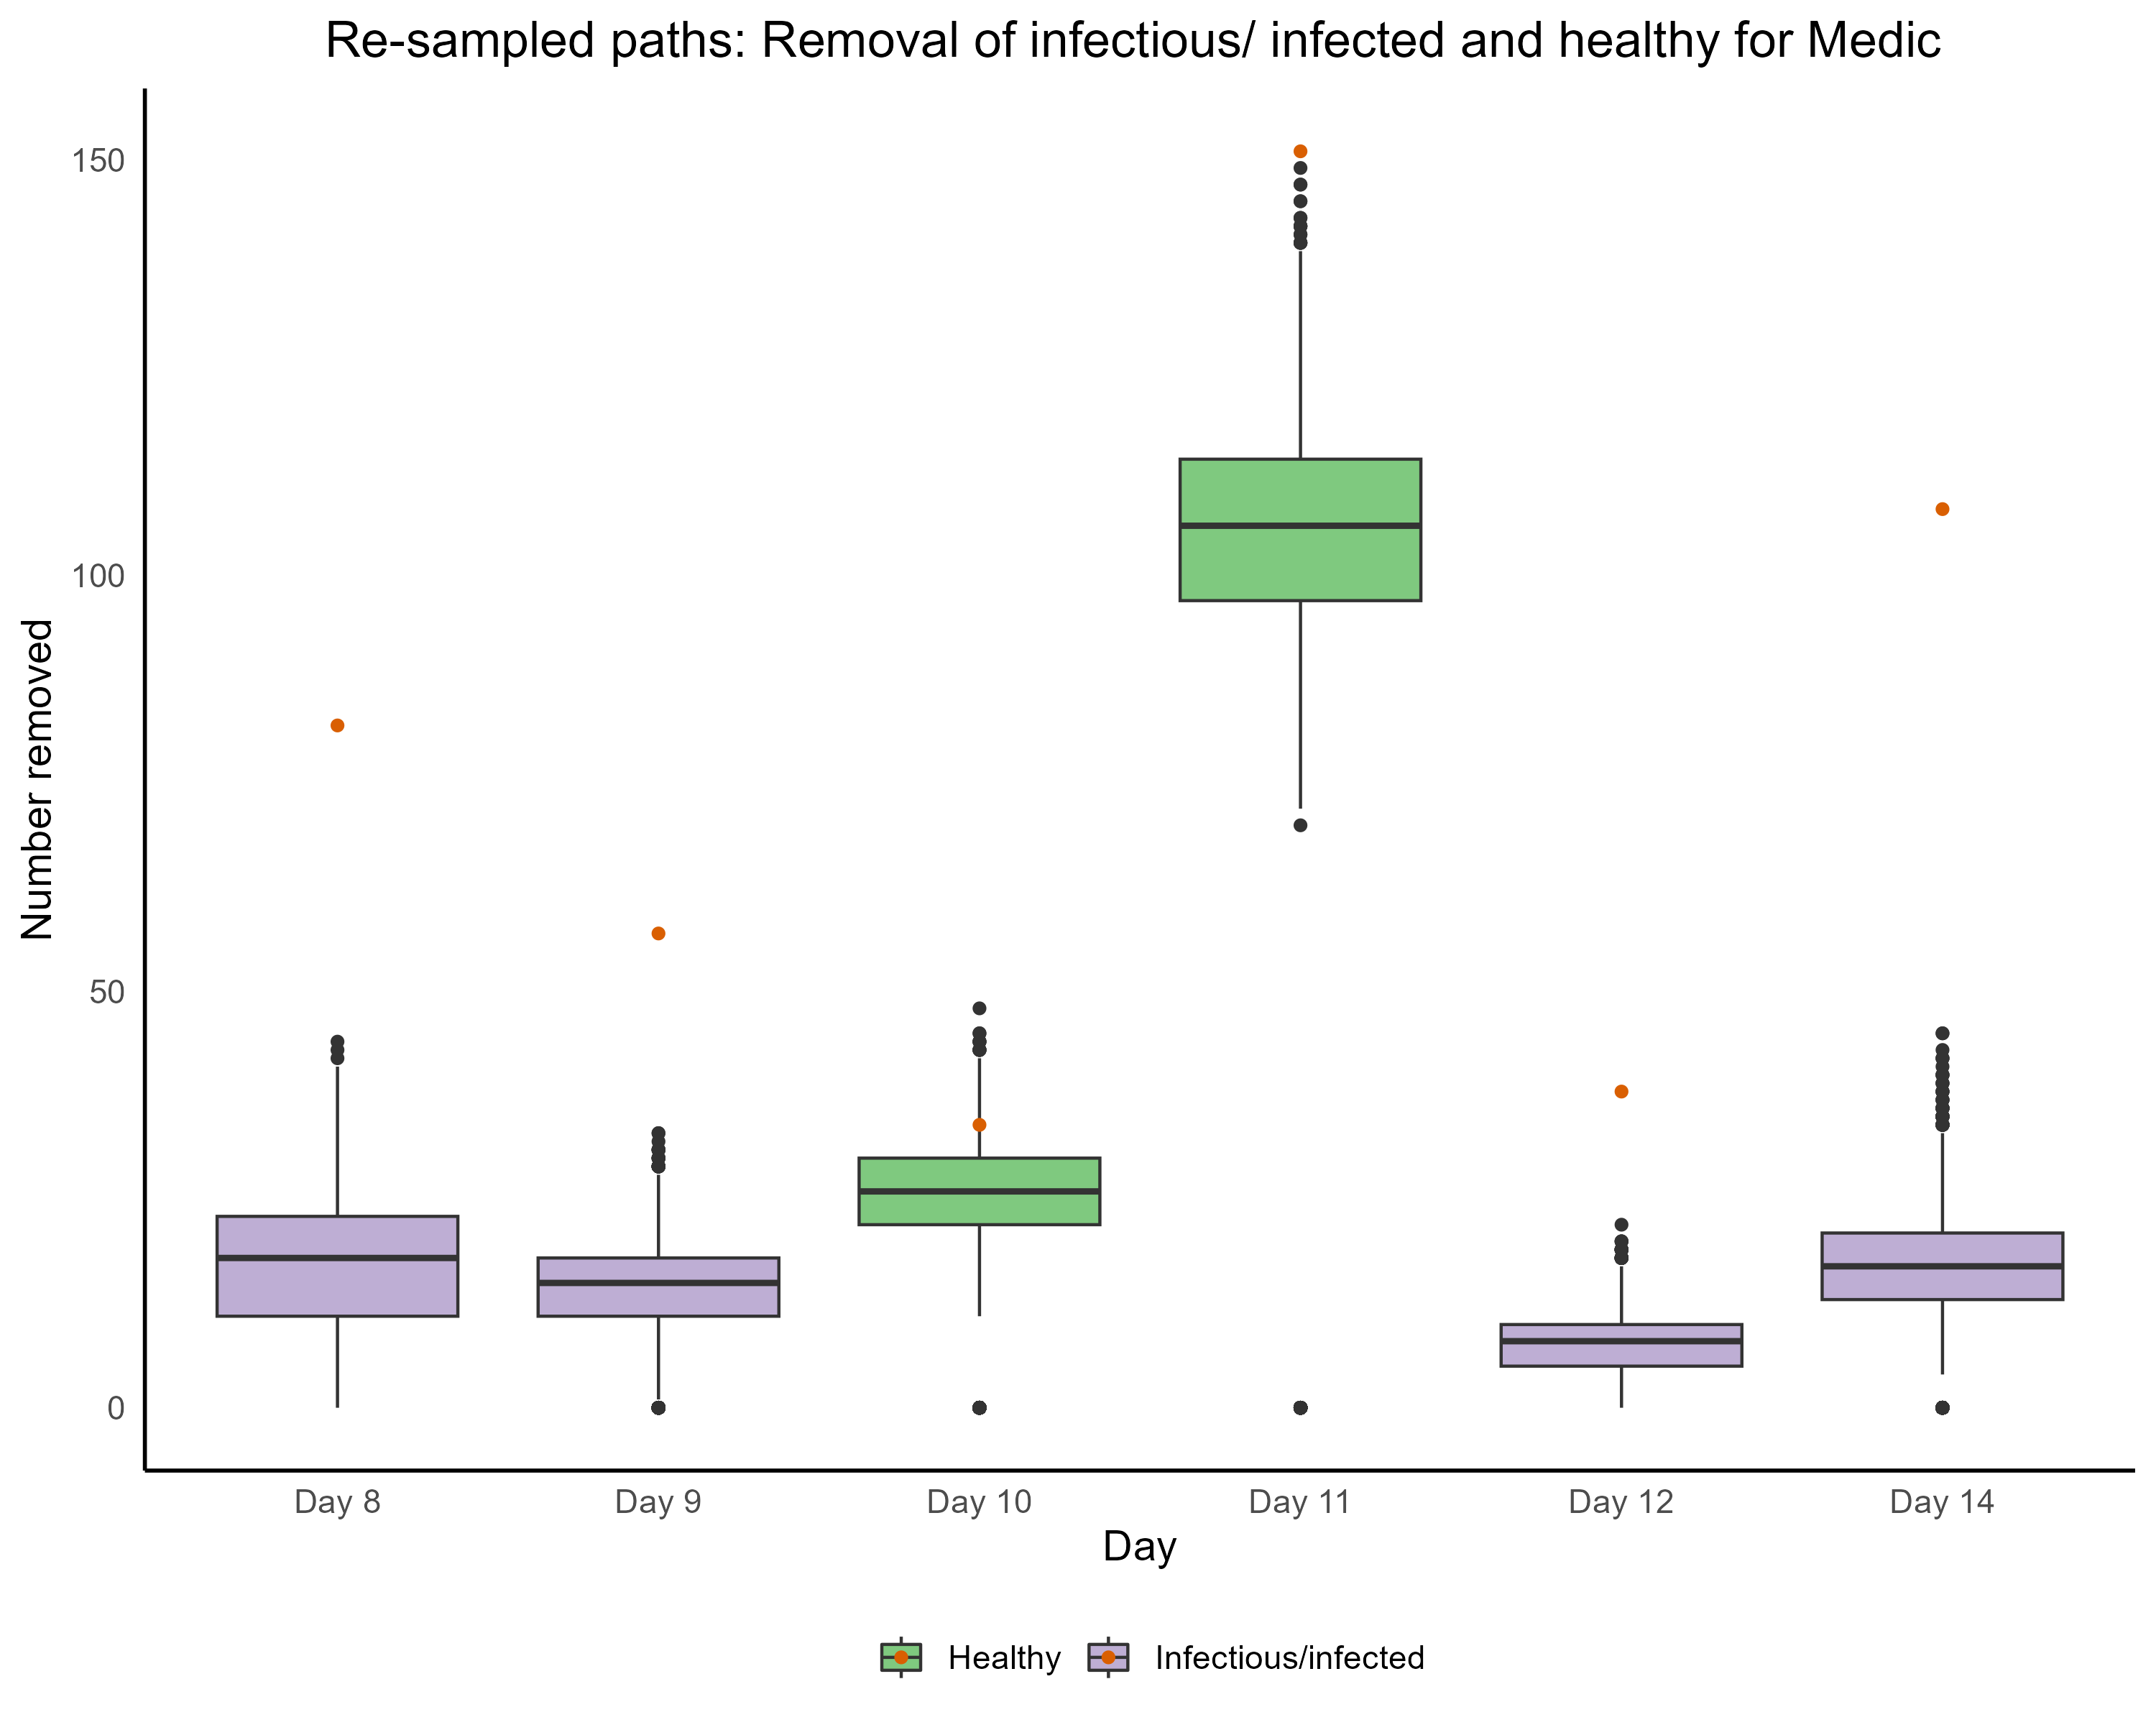 Re-sampled paths: Removal of infectious/ infected and healthy for Medic
Number removed
150
100
50
0
Day 8 Day 9 Day 10 Day 11 Day 12 Day 14
Day
Healthy Infectious/infected